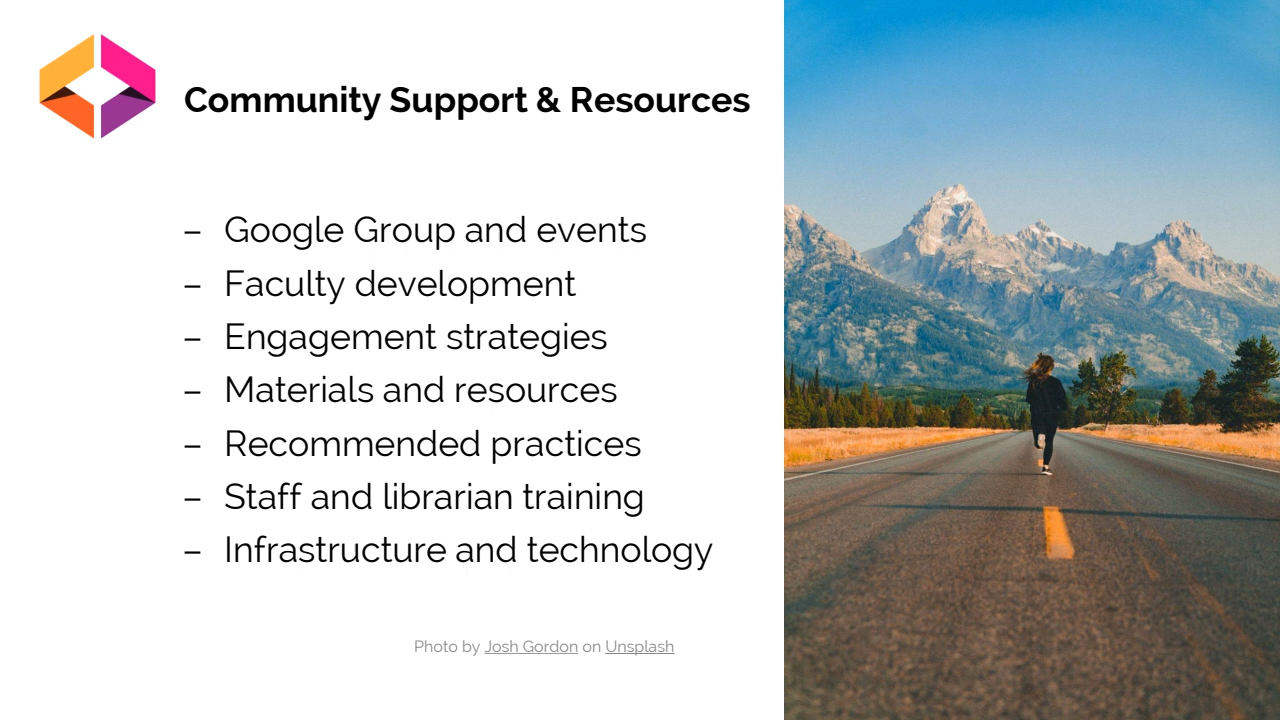 Community Support & Resources
– Google Group and events
– Faculty development
– Engagement strategies
– Materials and resources
– Recommended practices
– Staff and librarian training
– Infrastructure and technology
Photo by Josh Gordon on Unsplash